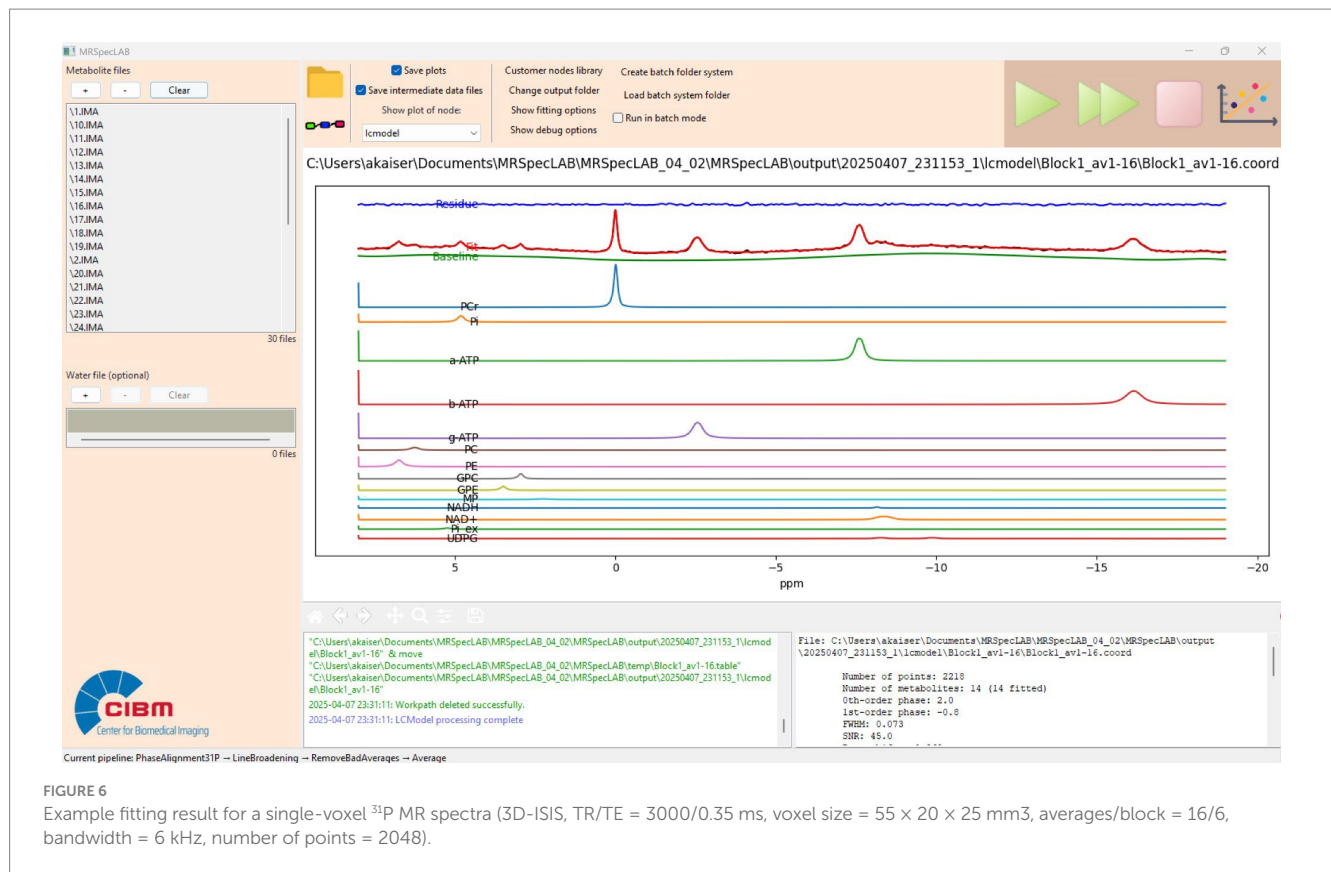 MRSpecLAB
Metabolite files
+ - Clear
\1.IMA
\10.IMA
\11.IMA
\12.IMA
\13.IMA
\14.IMA
\15.IMA
\16.IMA
\17.IMA
\18.IMA
\19.IMA
\2.IMA
\20.IMA
\21.IMA
\22.IMA
\23.IMA
\24.IMA
30 files
Water file (optional)
+ - Clear
0 files
CIBM
Center for Biomedical Imaging
Save plots
Save intermediate data files
Show plot of node:
lcmodel
Customer nodes library
Change output folder
Show fitting options
Show debug options
Create batch folder system
Load batch system folder
Run in batch mode
C:\Users\akaiser\Documents\MRSpecLAB\MRSpecLAB_04_02\MRSpecLAB\output\20250407_231153_1\lcmodel\Block1_av1-16\Block1_av1-16.coord
Residue
Fit
Baseline
PCr
Pi
a-ATP
b-ATP
g-ATP
PC
PE
GPC
GPE
MP
NADH
NAD+
Pi_ex
UDPG
5 0 −5 −10 −15 −20
ppm
"C:\Users\akaiser\Documents\MRSpecLAB\MRSpecLAB_04_02\MRSpecLAB\output\20250407_231153_1\lcmod
el\Block1_av1-16" & move
"C:\Users\akaiser\Documents\MRSpecLAB\MRSpecLAB_04_02\MRSpecLAB\temp\Block1_av1-16.table"
"C:\Users\akaiser\Documents\MRSpecLAB\MRSpecLAB_04_02\MRSpecLAB\output\20250407_231153_1\lcmod
el\Block1_av1-16"
2025-04-07 23:31:11: Workpath deleted successfully.
2025-04-07 23:31:11: LCModel processing complete
File: C:\Users\akaiser\Documents\MRSpecLAB\MRSpecLAB_04_02\MRSpecLAB\output
\20250407_231153_1\lcmodel\Block1_av1-16\Block1_av1-16.coord
Number of points: 2218
Number of metabolites: 14 (14 fitted)
0th-order phase: 2.0
1st-order phase: -0.8
FWHM: 0.073
SNR: 45.0
Current pipeline: PhaseAlignment31P → LineBroadening → RemoveBadAverages → Average
FIGURE 6
Example fitting result for a single-voxel ³¹P MR spectra (3D-ISIS, TR/TE = 3000/0.35 ms, voxel size = 55 × 20 × 25 mm3, averages/block = 16/6,
bandwidth = 6 kHz, number of points = 2048).